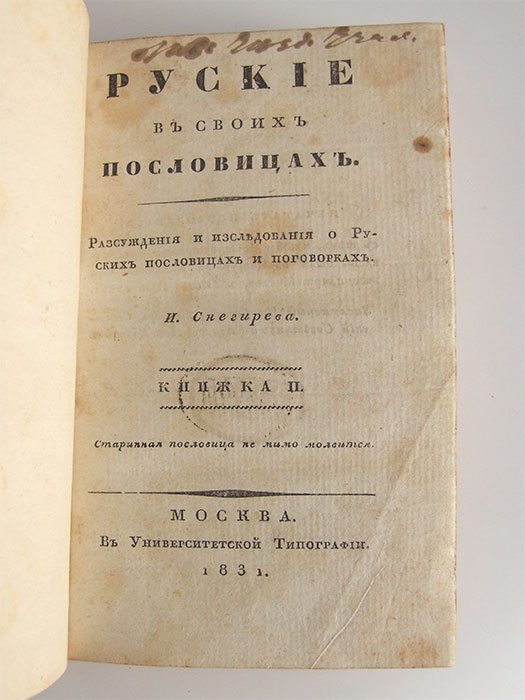 РУСКІЕ
ВЪ СВОИХЪ
ПОСЛОВИЦАХЪ.
РАЗСУЖДЕНІЯ И ИЗСЛѢДОВАНІЯ О РУ-
СКИХЪ ПОСЛОВИЦАХЪ И ПОГОВОРКАХЪ.
И. Снегирева.
КНИЖКА II.
Старинная пословица не мимо молвится.
МОСКВА.
ВЪ УНИВЕРСИТЕТСКОЙ ТИПОГРАФІИ.
1831.